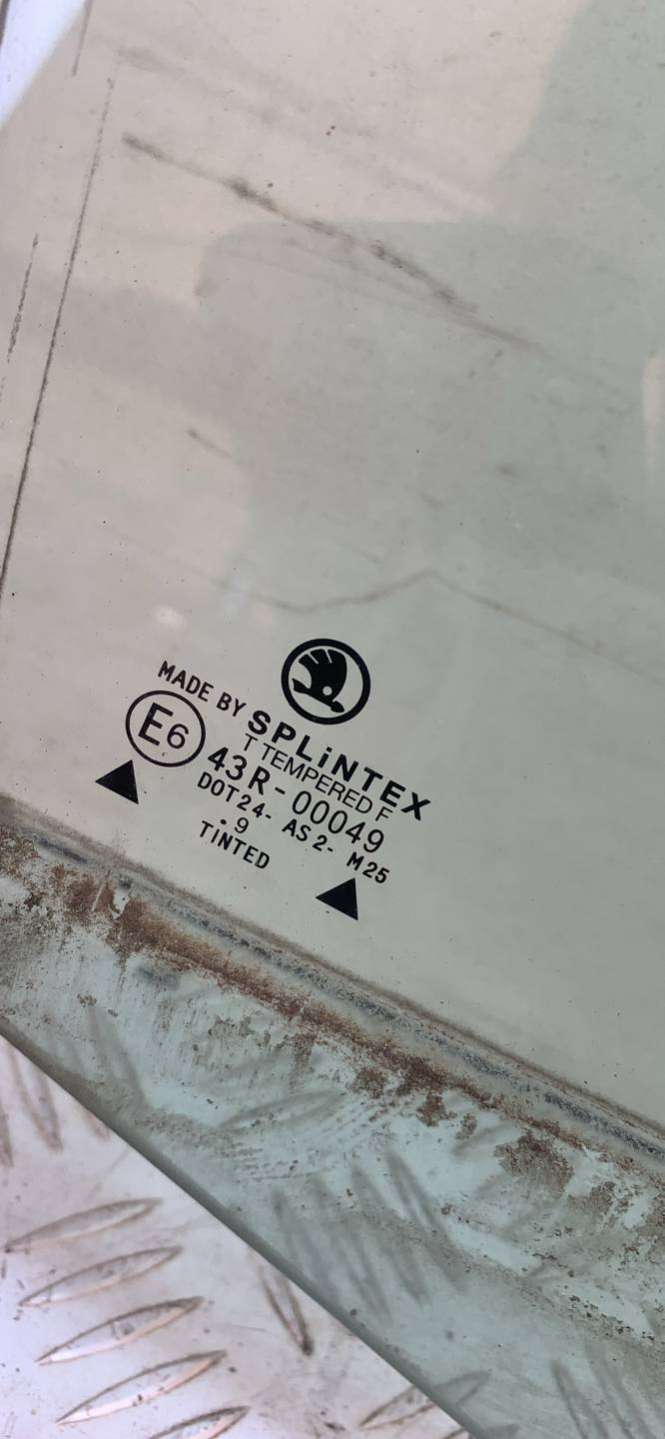 MADE BY SPLiNTEX
T TEMPERED F
E6 43R-00049
DOT24- AS2- M25
.9
TINTED